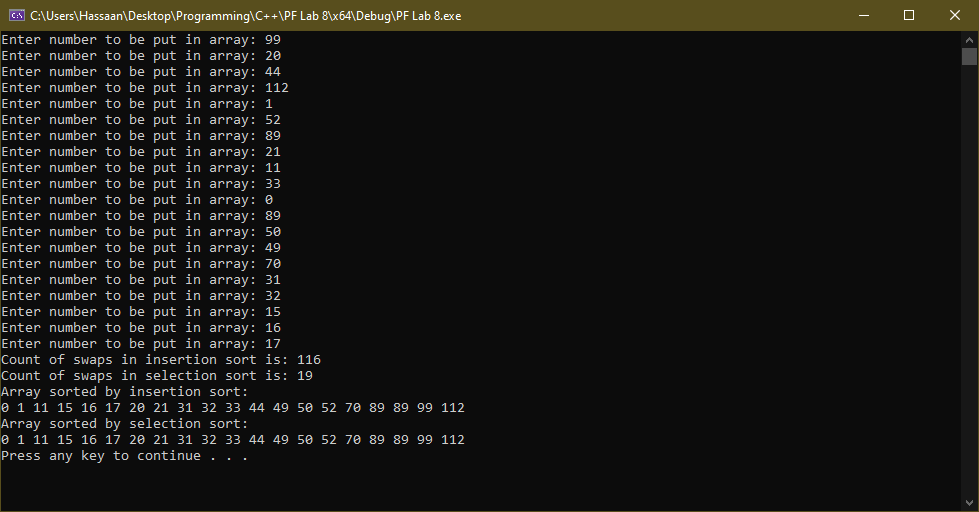 C:\Users\Hassaan\Desktop\Programming\C++\PF Lab 8\x64\Debug\PF Lab 8.exe
Enter number to be put in array: 99
Enter number to be put in array: 20
Enter number to be put in array: 44
Enter number to be put in array: 112
Enter number to be put in array: 1
Enter number to be put in array: 52
Enter number to be put in array: 89
Enter number to be put in array: 21
Enter number to be put in array: 11
Enter number to be put in array: 33
Enter number to be put in array: 0
Enter number to be put in array: 89
Enter number to be put in array: 50
Enter number to be put in array: 49
Enter number to be put in array: 70
Enter number to be put in array: 31
Enter number to be put in array: 32
Enter number to be put in array: 15
Enter number to be put in array: 16
Enter number to be put in array: 17
Count of swaps in insertion sort is: 116
Count of swaps in selection sort is: 19
Array sorted by insertion sort:
0 1 11 15 16 17 20 21 31 32 33 44 49 50 52 70 89 89 99 112
Array sorted by selection sort:
0 1 11 15 16 17 20 21 31 32 33 44 49 50 52 70 89 89 99 112
Press any key to continue . . .